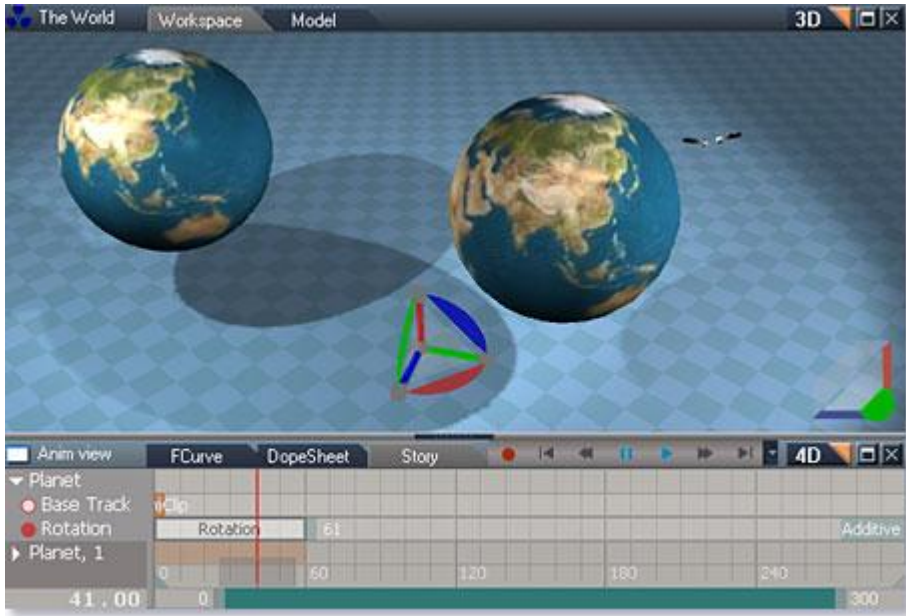 The World Workspace Model 3D
Anim view FCurve DopeSheet Story 4D
Planet
Base Track Clip
Rotation Rotation 61 Additive
Planet, 1
0 60 120 180 240
41.00 0 300